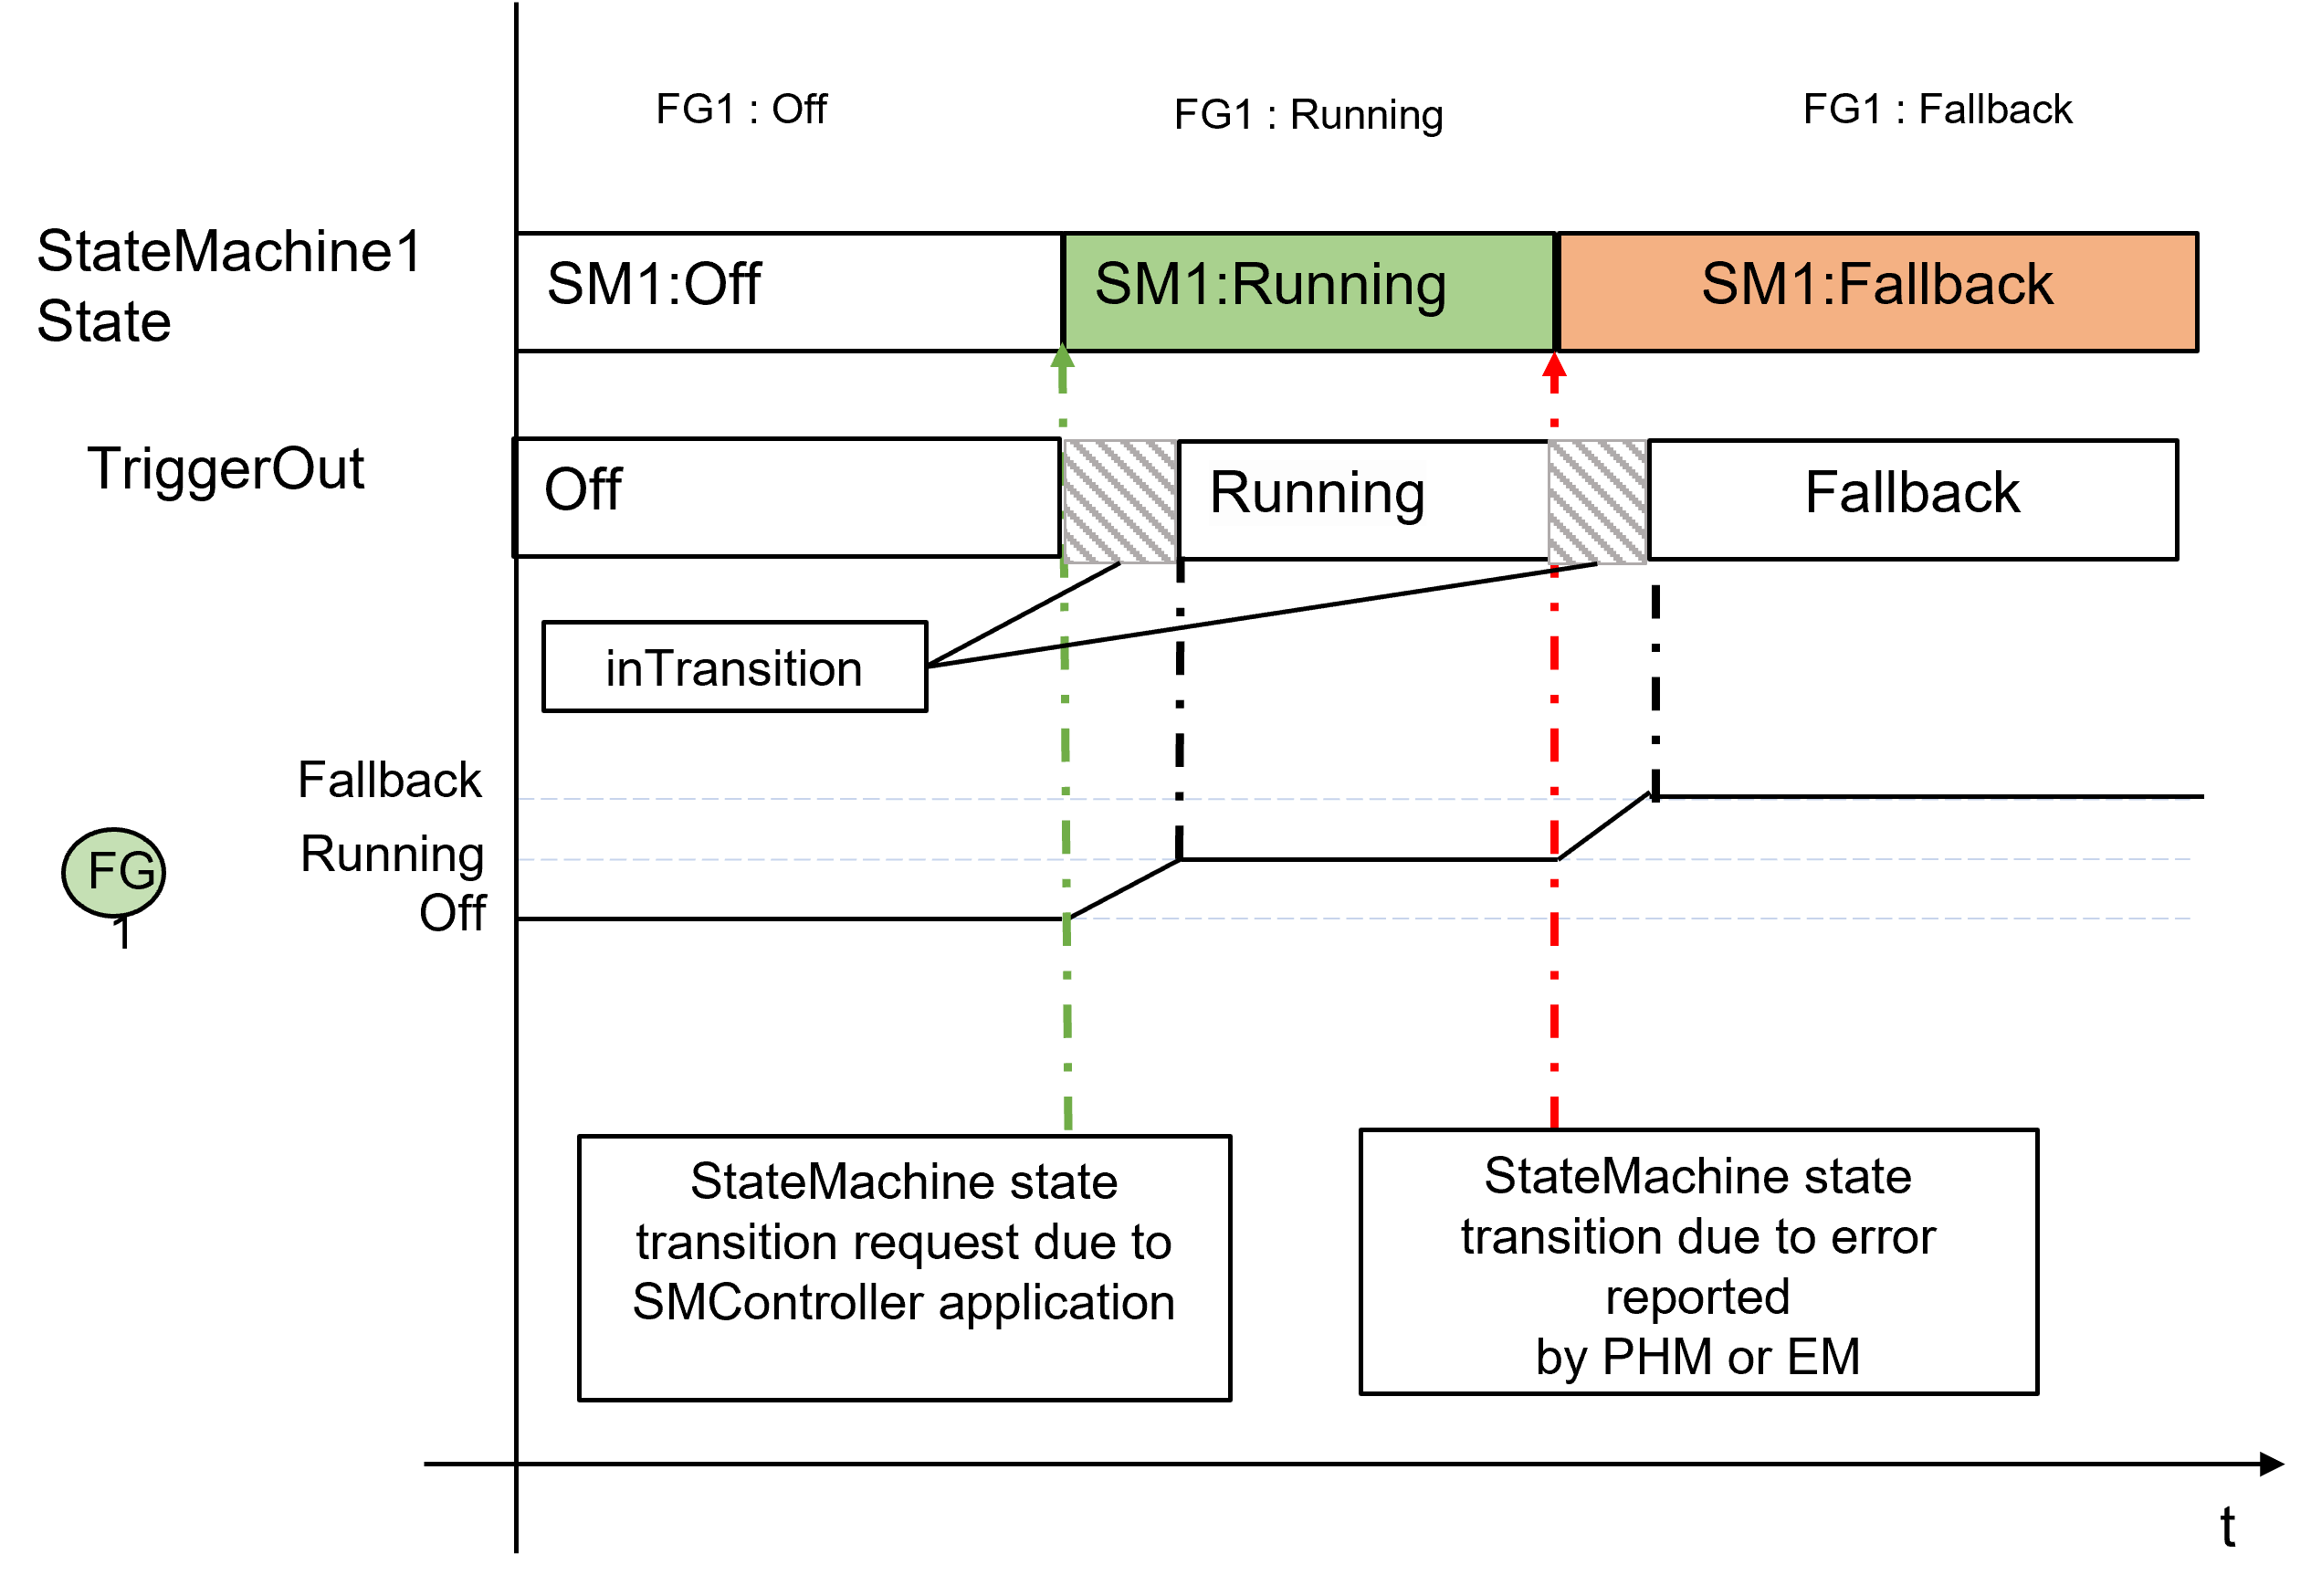 FG1 : Off
FG1 : Running
FG1 : Fallback
StateMachine1
State
SM1:Off
SM1:Running
SM1:Fallback
TriggerOut
Off
Running
Fallback
inTransition
Fallback
Running
Off
FG
1
StateMachine state
transition request due to
SMController application
StateMachine state
transition due to error
reported
by PHM or EM
t